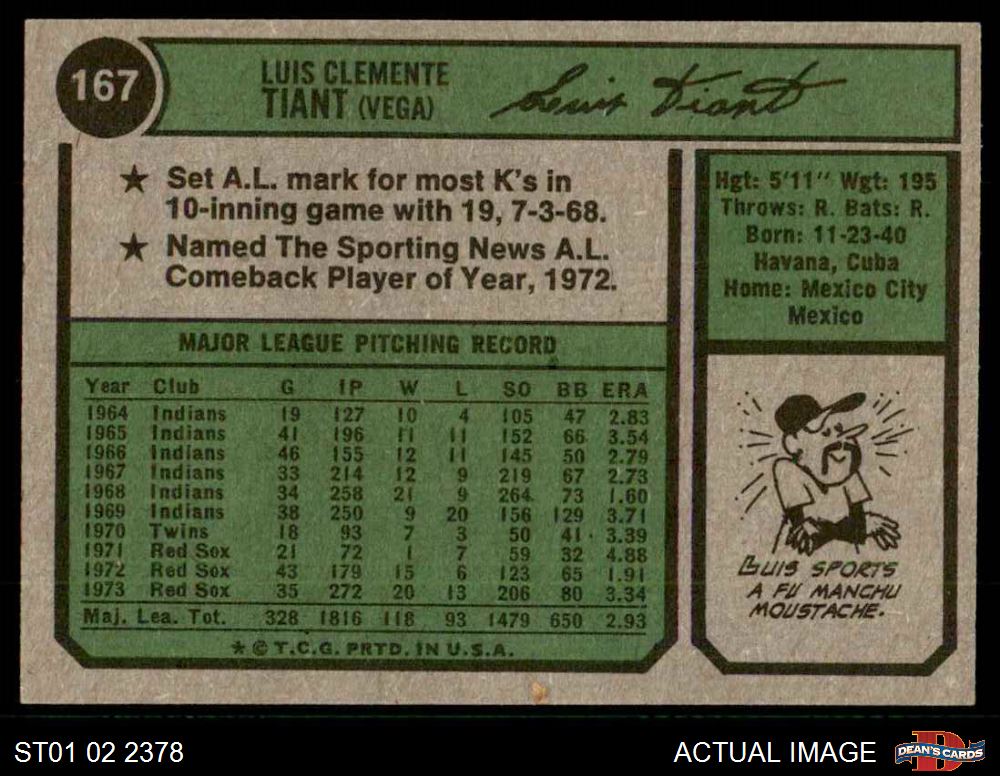 167
LUIS CLEMENTE
TIANT (VEGA)
Luis Tiant
★ Set A.L. mark for most K's in
10-inning game with 19, 7-3-68.
★ Named The Sporting News A.L.
Comeback Player of Year, 1972.
Hgt: 5'11" Wgt: 195
Throws: R. Bats: R.
Born: 11-23-40
Havana, Cuba
Home: Mexico City
Mexico
MAJOR LEAGUE PITCHING RECORD
Year Club G IP W L SO BB ERA
1964 Indians 19 127 10 4 105 47 2.83
1965 Indians 41 196 11 11 152 66 3.54
1966 Indians 46 155 12 11 145 50 2.79
1967 Indians 33 214 12 9 219 67 2.73
1968 Indians 34 258 21 9 264 73 1.60
1969 Indians 38 250 9 20 156 129 3.71
1970 Twins 18 93 7 3 50 41 3.39
1971 Red Sox 21 72 1 7 59 32 4.88
1972 Red Sox 43 179 15 6 123 65 1.91
1973 Red Sox 35 272 20 13 206 80 3.34
Maj. Lea. Tot. 328 1816 118 93 1479 650 2.93
★ © T.C.G. PRTD. IN U.S.A.
LUIS SPORTS
A FU MANCHU
MOUSTACHE.
ST01 02 2378
ACTUAL IMAGE
DEAN'S CARDS